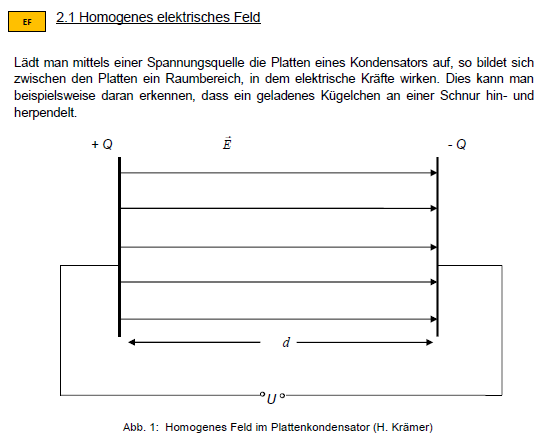 EF
2.1 Homogenes elektrisches Feld
Lädt man mittels einer Spannungsquelle die Platten eines Kondensators auf, so bildet sich
zwischen den Platten ein Raumbereich, in dem elektrische Kräfte wirken. Dies kann man
beispielsweise daran erkennen, dass ein geladenes Kügelchen an einer Schnur hin- und
herpendelt.
+ Q
E⃗
- Q
d
U
Abb. 1: Homogenes Feld im Plattenkondensator (H. Krämer)